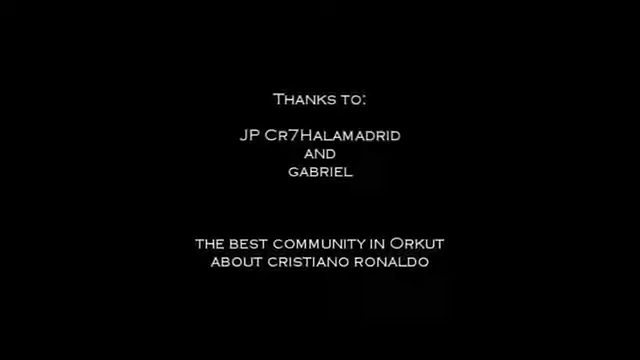 Thanks to:
JP Cr7Halamadrid
and
gabriel
the best community in Orkut
about cristiano ronaldo